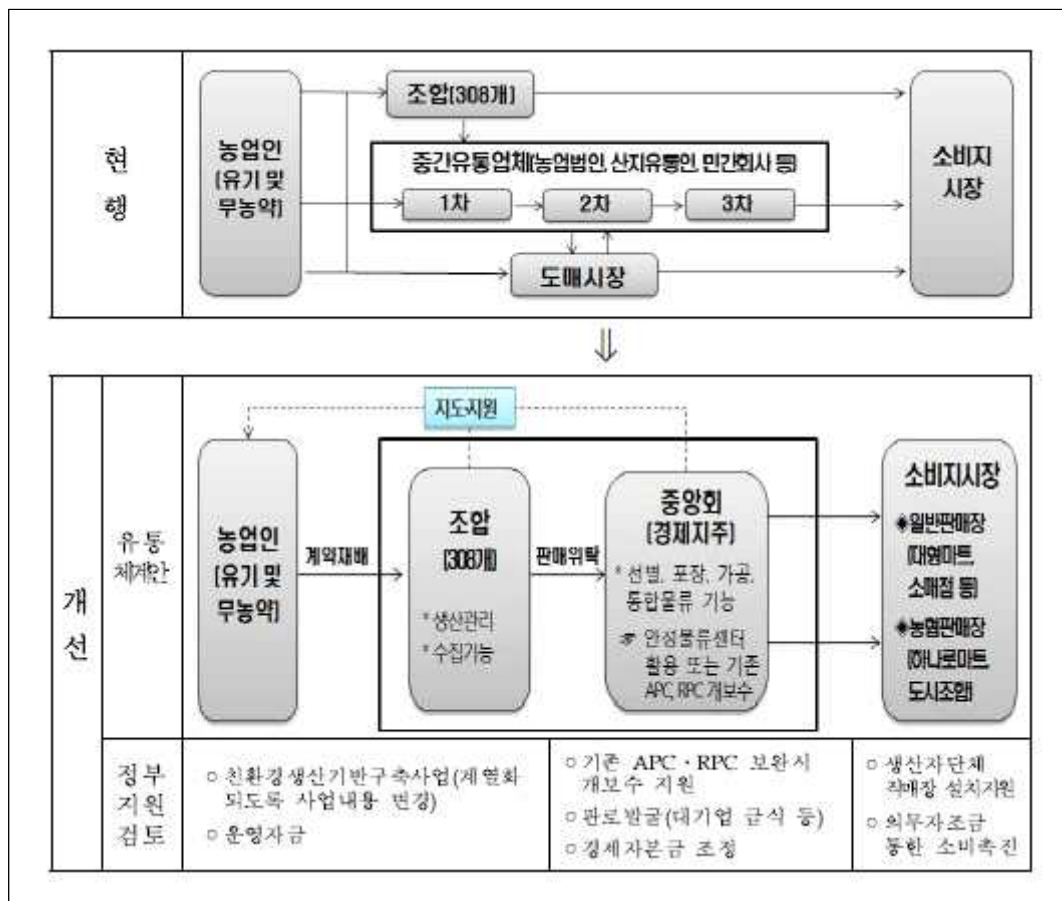 현
행
농업인
(유기 및
무농약)
조합(308개)
중간유통업체(농업법인, 산지유통인, 민간회사 등)
1차
2차
3차
도매시장
소비지
시장
⇓
개
선
유 통
체계안
지도·지원
농업인
(유기 및
무농약)
계약재배
조합
(308개)
* 생산관리
* 수집기능
판매위탁
중앙회
(경제지주)
* 선별, 포장, 가공,
통합물류 기능
☞ 안성물류센터
활용 또는 기존
APC, RPC 개보수
소비지시장
◈일반판매장
(대형마트,
소매점 등)
◈농협판매장
(하나로마트,
도시조합)
정부
지원
검토
○ 친환경생산기반구축사업(계열화
되도록 사업내용 변경)
○ 운영자금
○ 기존 APC·RPC 보완시
개보수 지원
○ 판로발굴(대기업 급식 등)
○ 경제자본금 조정
○ 생산자단체
직매장 설치지원
○ 의무자조금
통한 소비촉진